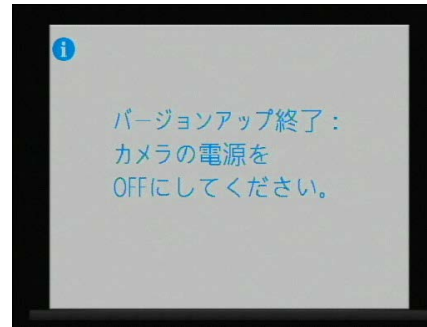 バージョンアップ終了：
カメラの電源を
OFFにしてください。